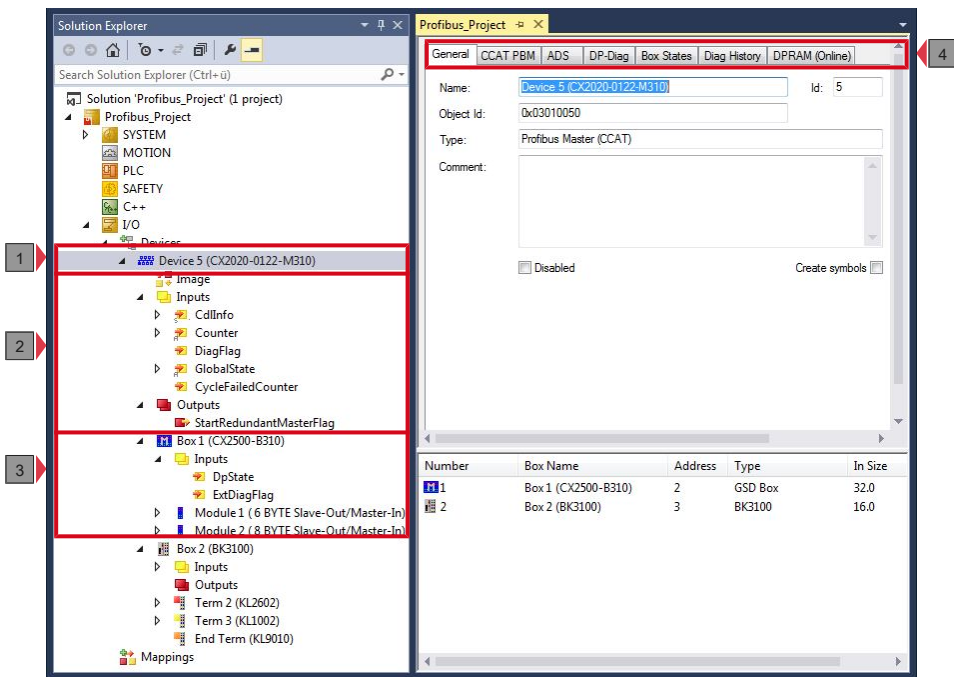 Solution Explorer
Search Solution Explorer (Ctrl+ü)
Solution 'Profibus_Project' (1 project)
Profibus_Project
SYSTEM
MOTION
PLC
SAFETY
C++
I/O
Devices
1
Device 5 (CX2020-0122-M310)
Image
Inputs
CdlInfo
Counter
2
DiagFlag
GlobalState
CycleFailedCounter
Outputs
StartRedundantMasterFlag
Box 1 (CX2500-B310)
Inputs
3
DpState
ExtDiagFlag
Module 1 ( 6 BYTE Slave-Out/Master-In)
Module 2 ( 8 BYTE Slave-Out/Master-In)
Box 2 (BK3100)
Inputs
Outputs
Term 2 (KL2602)
Term 3 (KL1002)
End Term (KL9010)
Mappings
Profibus_Project
General CCAT PBM ADS DP-Diag Box States Diag History DPRAM (Online)
4
Name: Device 5 (CX2020-0122-M310) Id: 5
Object Id: 0x03010050
Type: Profibus Master (CCAT)
Comment:
Disabled Create symbols
Number Box Name Address Type In Size
1 Box 1 (CX2500-B310) 2 GSD Box 32.0
2 Box 2 (BK3100) 3 BK3100 16.0